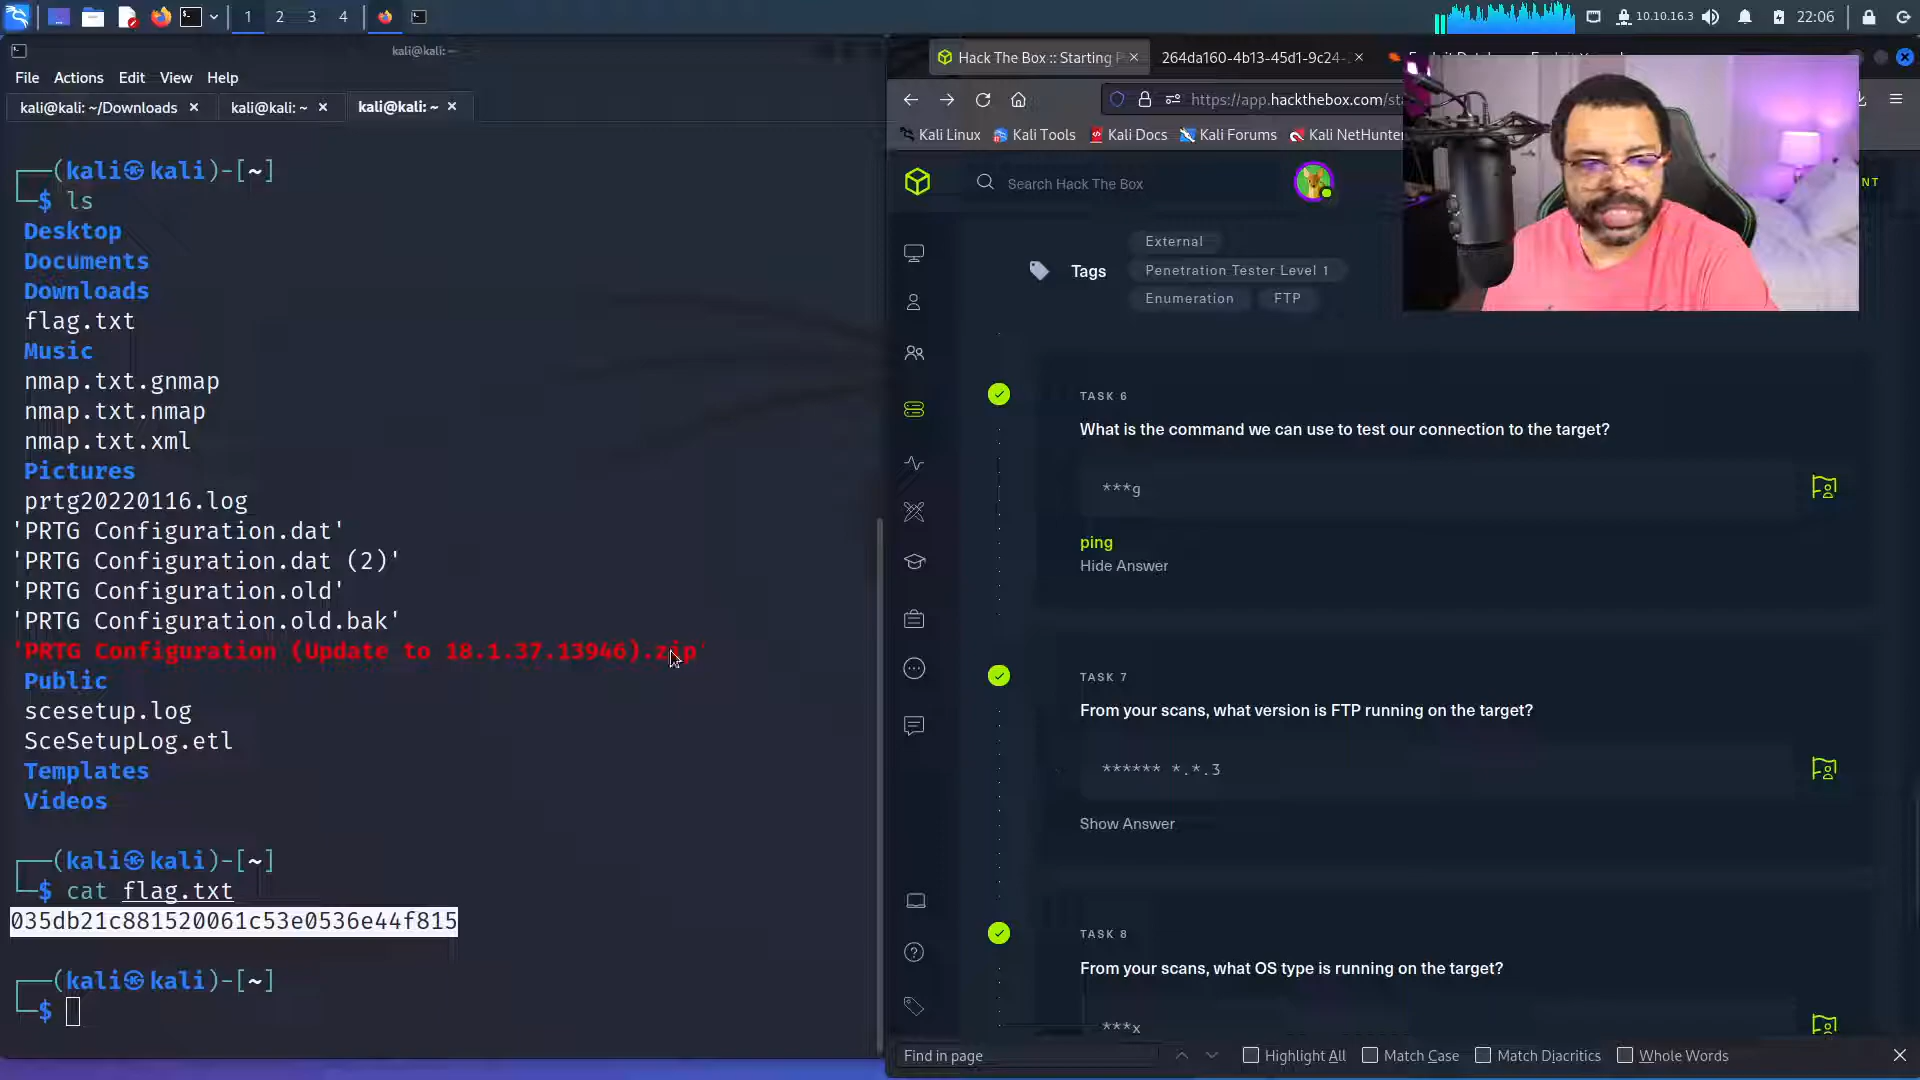 1 2 3 4
10.10.16.3
22:06
kali@kali: ~
File Actions Edit View Help
kali@kali: ~/Downloads kali@kali: ~ kali@kali: ~
(kali㉿kali)-[~]
$ ls
Desktop
Documents
Downloads
flag.txt
Music
nmap.txt.gnmap
nmap.txt.nmap
nmap.txt.xml
Pictures
prtg20220116.log
'PRTG Configuration.dat'
'PRTG Configuration.dat (2)'
'PRTG Configuration.old'
'PRTG Configuration.old.bak'
'PRTG Configuration (Update to 18.1.37.13946).zip'
Public
scesetup.log
SceSetupLog.etl
Templates
Videos
(kali㉿kali)-[~]
$ cat flag.txt
035db21c881520061c53e0536e44f815
(kali㉿kali)-[~]
$
Hack The Box :: Starting P 264da160-4b13-45d1-9c24-
https://app.hackthebox.com/st
Kali Linux Kali Tools Kali Docs Kali Forums Kali NetHunter
Search Hack The Box
NT
Tags
External
Penetration Tester Level 1
Enumeration FTP
TASK 6
What is the command we can use to test our connection to the target?
***g
ping
Hide Answer
TASK 7
From your scans, what version is FTP running on the target?
****** *.*.3
Show Answer
TASK 8
From your scans, what OS type is running on the target?
***x
Find in page Highlight All Match Case Match Diacritics Whole Words